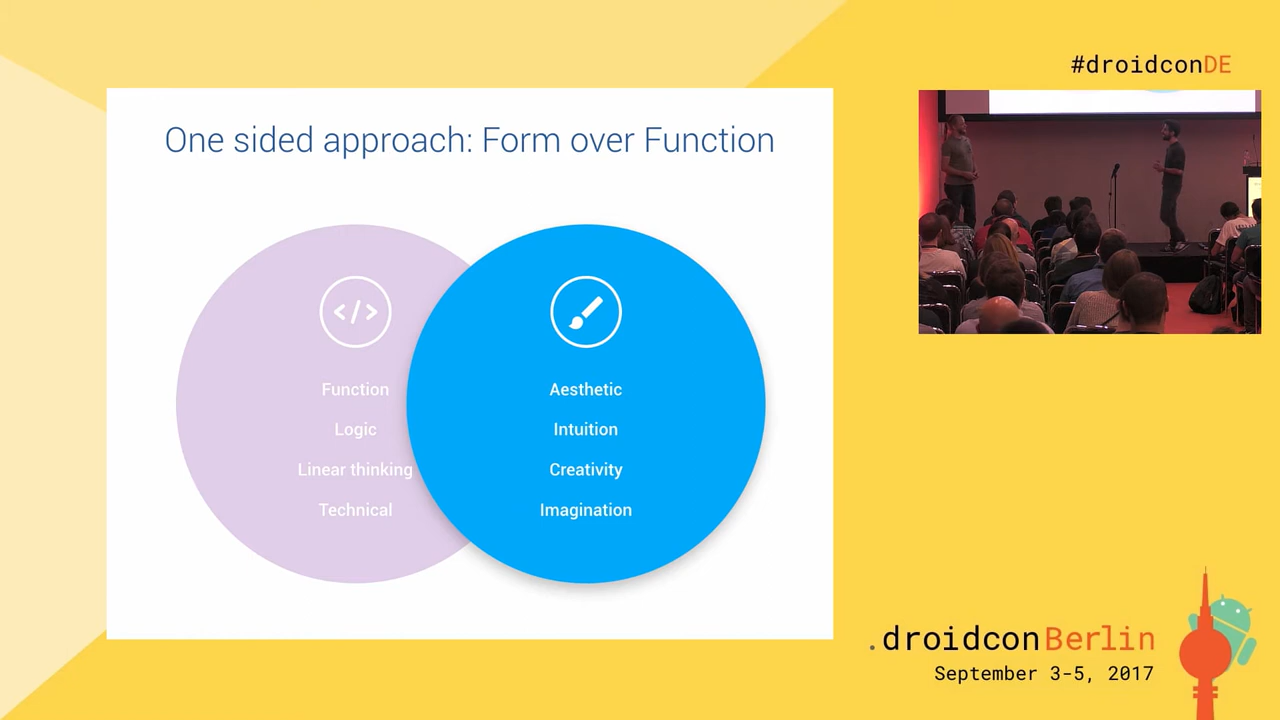 #droidconDE
One sided approach: Form over Function
</>
Function
Logic
Linear thinking
Technical
Aesthetic
Intuition
Creativity
Imagination
.droidconBerlin
September 3-5, 2017